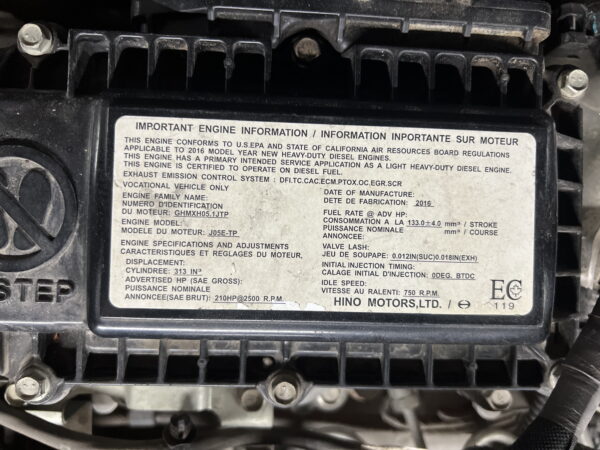 IMPORTANT ENGINE INFORMATION / INFORMATION IMPORTANTE SUR MOTEUR
THIS ENGINE CONFORMS TO U.S.EPA AND STATE OF CALIFORNIA AIR RESOURCES BOARD REGULATIONS
APPLICABLE TO 2016 MODEL YEAR NEW HEAVY-DUTY DIESEL ENGINES.
THIS ENGINE HAS A PRIMARY INTENDED SERVICE APPLICATION AS A LIGHT HEAVY-DUTY DIESEL ENGINE.
THIS ENGINE IS CERTIFIED TO OPERATE ON DIESEL FUEL.
EXHAUST EMISSION CONTROL SYSTEM : DFI.TC.CAC.ECM.PTOX.OC.EGR.SCR
VOCATIONAL VEHICLE ONLY
ENGINE FAMILY NAME:
NUMERO DIDENTIFICATION
DU MOTEUR: GHMXH05.1JTP
ENGINE MODEL:
MODELE DU MOTEUR: J05E-TP
ENGINE SPECIFICATIONS AND ADJUSTMENTS
CARACTERISTIQUES ET REGLAGES DU MOTEUR.
DISPLACEMENT:
CYLINDREE: 313 IN³
ADVERTISED HP (SAE GROSS):
PUISSANCE NOMINALE
ANNONCEE(SAE BRUT): 210HP@2500 R.P.M.
DATE OF MANUFACTURE:
DATE DE FABRICATION: 2016
FUEL RATE @ ADV HP:
CONSOMMATION A LA 133.0±4.0 mm³ / STROKE
PUISSANCE NOMINALE mm³ / COURSE
ANNONCEE:
VALVE LASH:
JEU DE SOUPAPE: 0.012IN(SUC)0.018IN(EXH)
INITIAL INJECTION TIMING:
CALAGE INITIAL DINJECTION: 0DEG. BTDC
IDLE SPEED:
VITESSE AU RALENTI: 750 R.P.M.
HINO MOTORS,LTD. /
EC
119
STEP